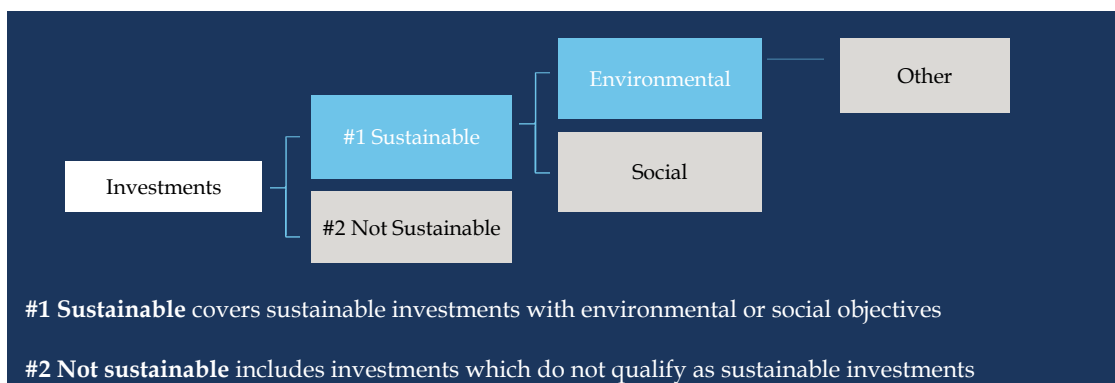 Environmental
Other
#1 Sustainable
Social
Investments
#2 Not Sustainable
#1 Sustainable covers sustainable investments with environmental or social objectives
#2 Not sustainable includes investments which do not qualify as sustainable investments